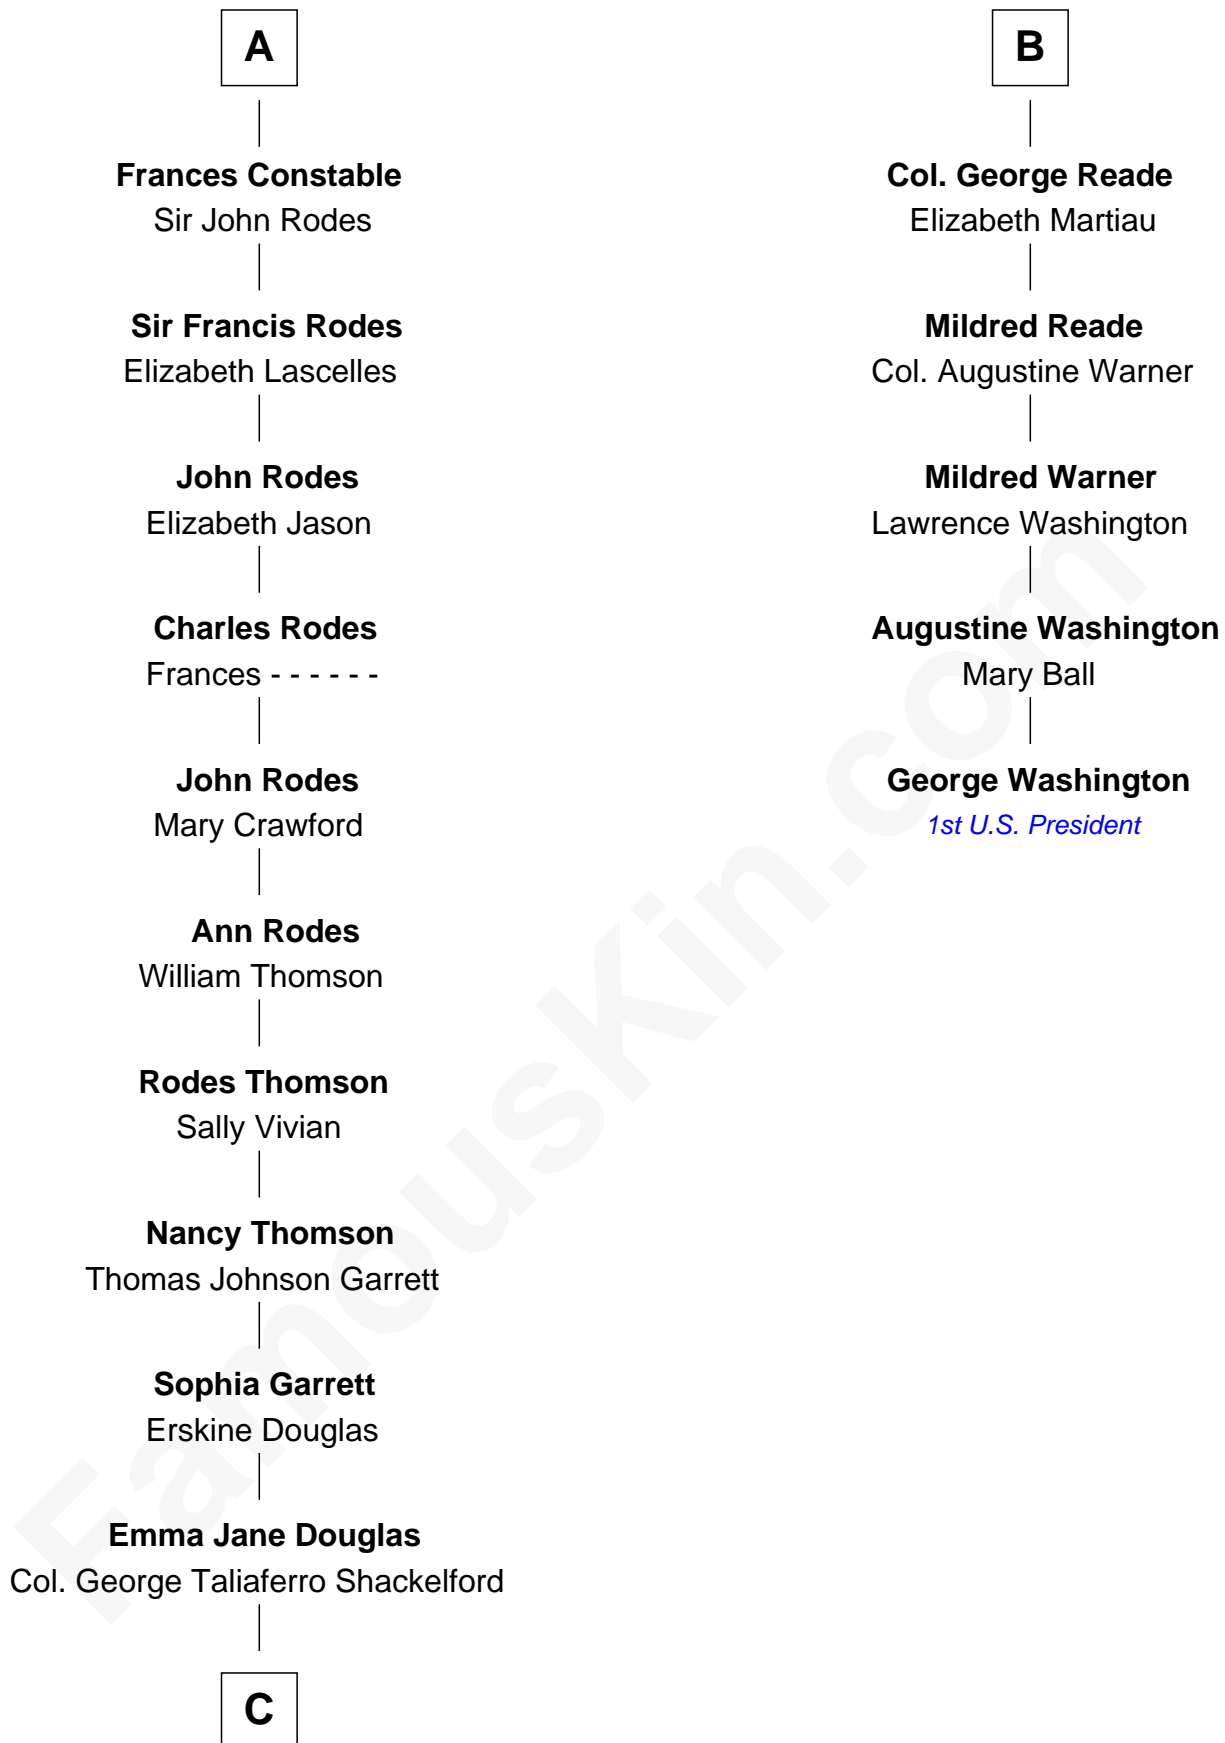 A
Frances Constable
Sir John Rodes
Sir Francis Rodes
Elizabeth Lascelles
John Rodes
Elizabeth Jason
Charles Rodes
Frances - - - - - -
John Rodes
Mary Crawford
Ann Rodes
William Thomson
Rodes Thomson
Sally Vivian
Nancy Thomson
Thomas Johnson Garrett
Sophia Garrett
Erskine Douglas
Emma Jane Douglas
Col. George Taliaferro Shackelford
C
B
Col. George Reade
Elizabeth Martiau
Mildred Reade
Col. Augustine Warner
Mildred Warner
Lawrence Washington
Augustine Washington
Mary Ball
George Washington
1st U.S. President
FamousKin.com